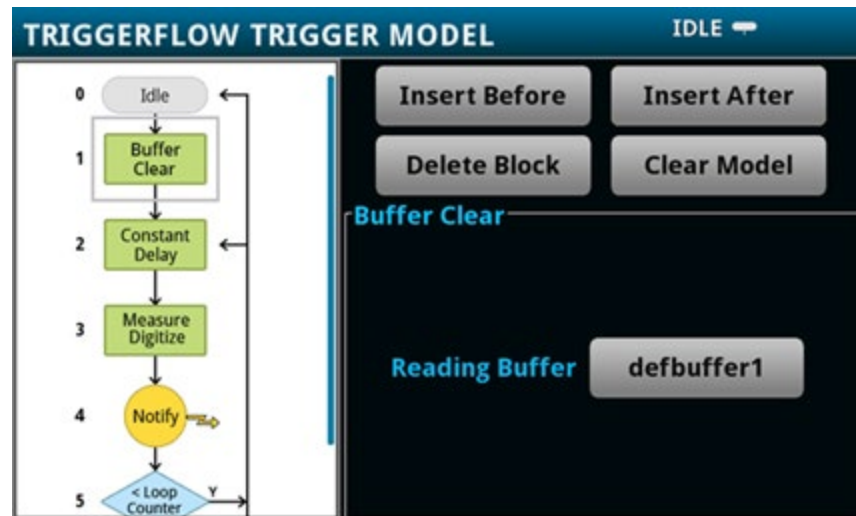 TRIGGERFLOW TRIGGER MODEL
IDLE
0
Idle
1
Buffer
Clear
2
Constant
Delay
3
Measure
Digitize
4
Notify
5
< Loop
Counter
Y
Insert Before
Insert After
Delete Block
Clear Model
Buffer Clear
Reading Buffer
defbuffer1